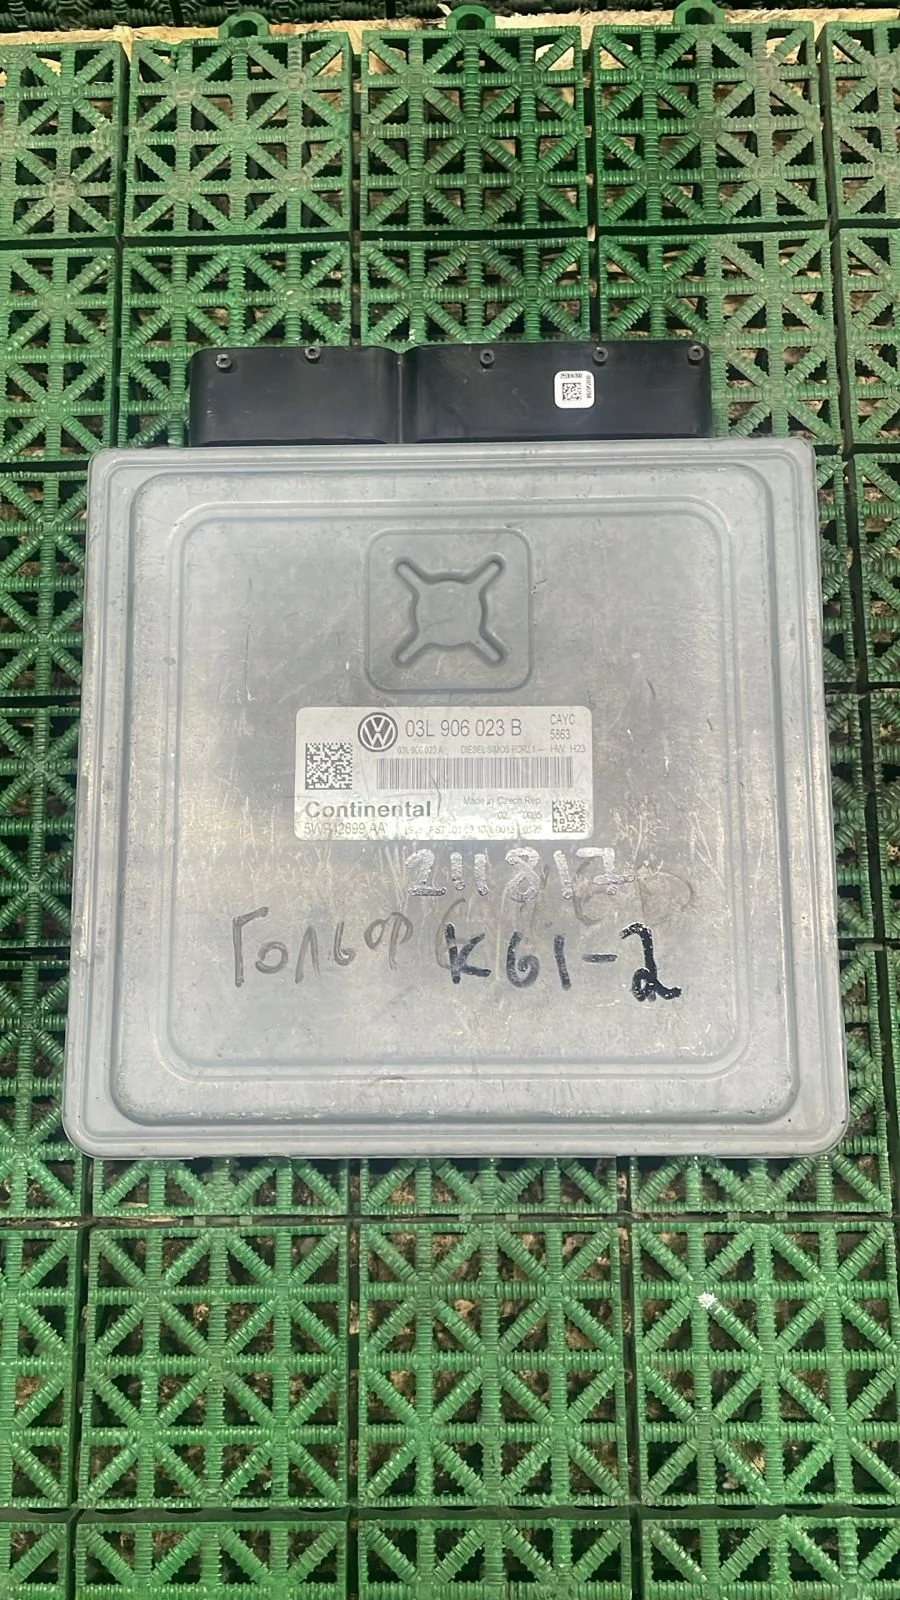 03L 906 023 B
CAYC
5863
03L 906 023 A DIESEL/SIMOS PCR2.1 HW: H23
Continental
Made in Czech Rep.
5WP42699 AA
211817
Гольф
K61-2